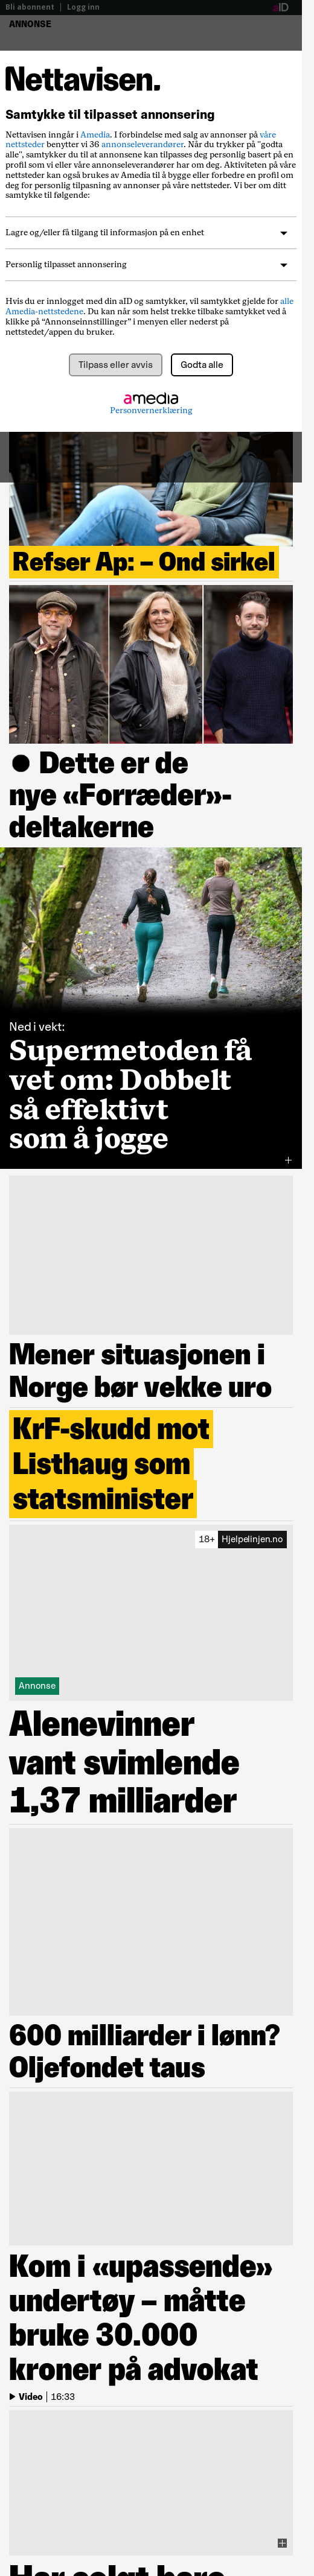 Bli abonnent | Logg inn
aID
ANNONSE
Nettavisen.
Samtykke til tilpasset annonsering
Nettavisen inngår i Amedia. I forbindelse med salg av annonser på våre
nettsteder benytter vi 36 annonseleverandører. Når du trykker på "godta
alle", samtykker du til at annonsene kan tilpasses deg personlig basert på en
profil som vi eller våre annonseleverandører har om deg. Aktiviteten på våre
nettsteder kan også brukes av Amedia til å bygge eller forbedre en profil om
deg for personlig tilpasning av annonser på våre nettsteder. Vi ber om ditt
samtykke til følgende:
Lagre og/eller få tilgang til informasjon på en enhet
Personlig tilpasset annonsering
Hvis du er innlogget med din aID og samtykker, vil samtykket gjelde for alle
Amedia-nettstedene. Du kan når som helst trekke tilbake samtykket ved å
klikke på “Annonseinnstillinger” i menyen eller nederst på
nettstedet/appen du bruker.
Tilpass eller avvis
Godta alle
amedia
Personvernerklæring
Refser Ap: – Ond sirkel
● Dette er de
nye «Forræder»-
deltakerne
Ned i vekt:
Supermetoden få
vet om: Dobbelt
så effektivt
som å jogge
Mener situasjonen i
Norge bør vekke uro
KrF-skudd mot
Listhaug som
statsminister
18+ Hjelpelinjen.no
Annonse
Alenevinner
vant svimlende
1,37 milliarder
600 milliarder i lønn?
Oljefondet taus
Kom i «upassende»
undertøy – måtte
bruke 30.000
kroner på advokat
Video | 16:33